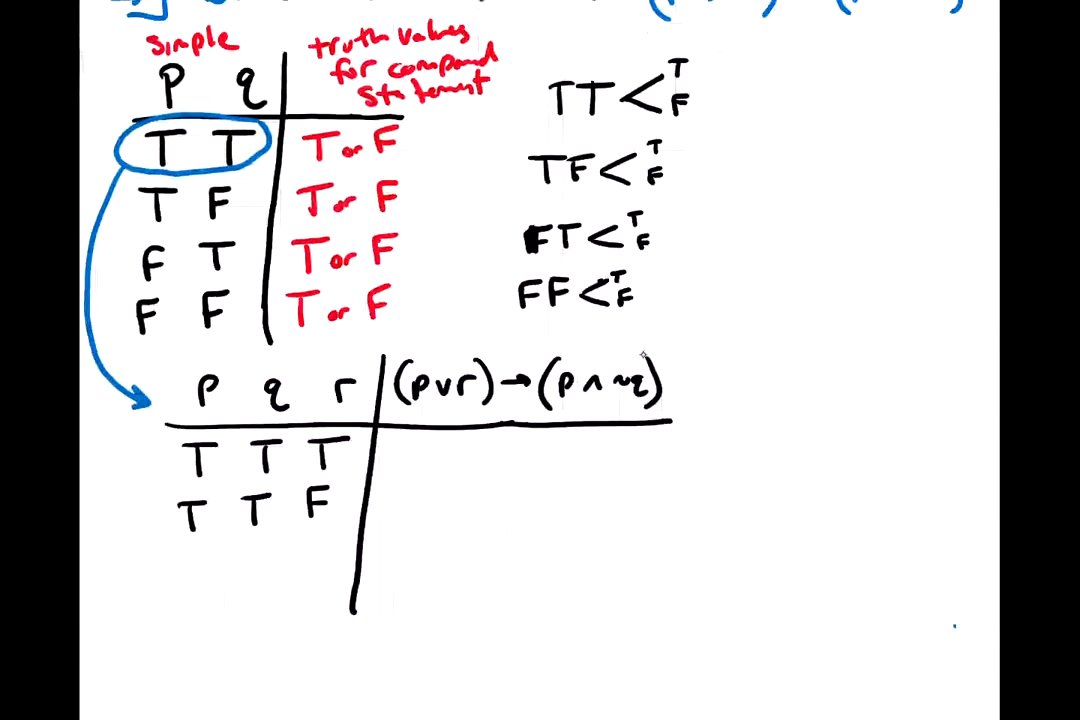 simple
p q
truth values
for compound
statement
T T T or F
T F T or F
F T T or F
F F T or F
TT < T F
TF < T F
FT < T F
FF < T F
p q r (p ∨ r) → (p ∧ ~q)
T T T
T T F